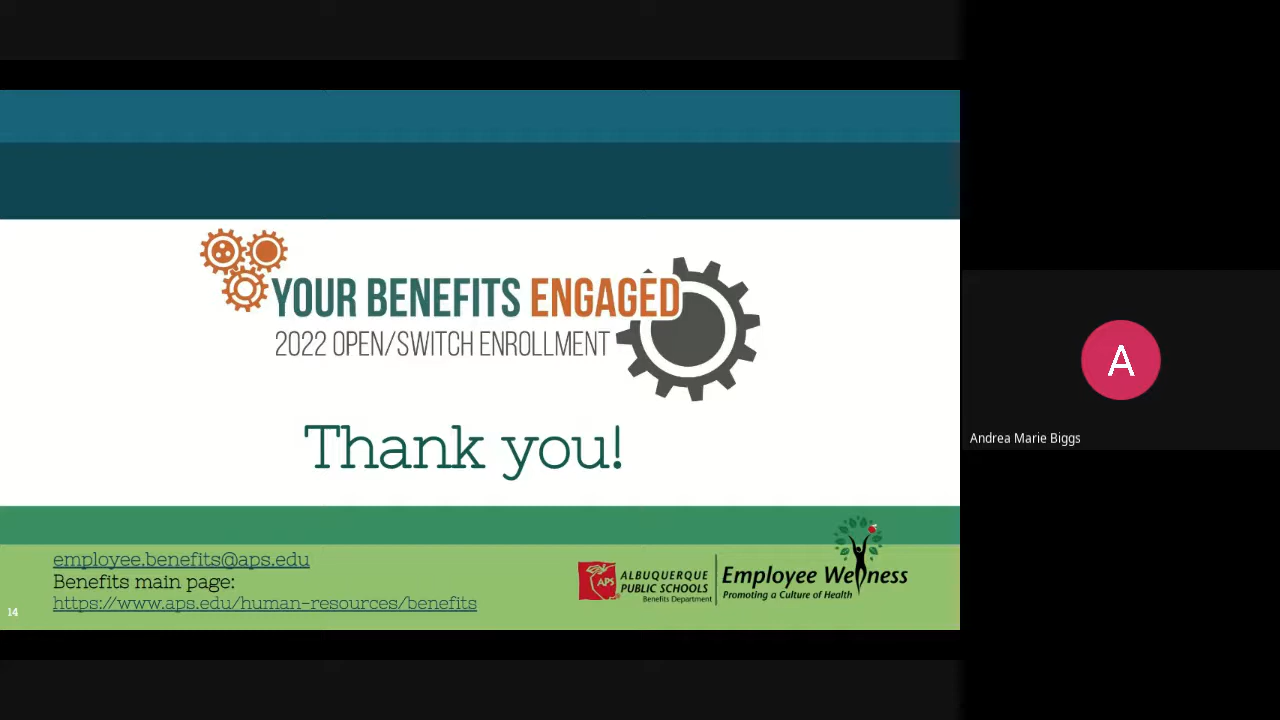 YOUR BENEFITS ENGAGED
2022 OPEN/SWITCH ENROLLMENT
Thank you!
employee.benefits@aps.edu
Benefits main page:
https://www.aps.edu/human-resources/benefits
14
APS
ALBUQUERQUE
PUBLIC SCHOOLS
Benefits Department
Employee Wellness
Promoting a Culture of Health
A
Andrea Marie Biggs